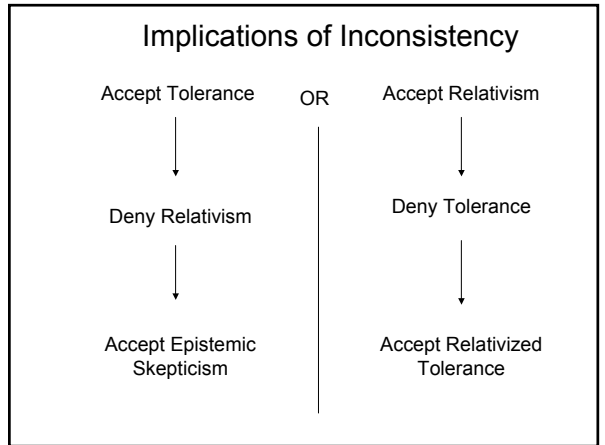 Implications of Inconsistency
Accept Tolerance
OR
Accept Relativism
Deny Relativism
Deny Tolerance
Accept Epistemic
Skepticism
Accept Relativized
Tolerance